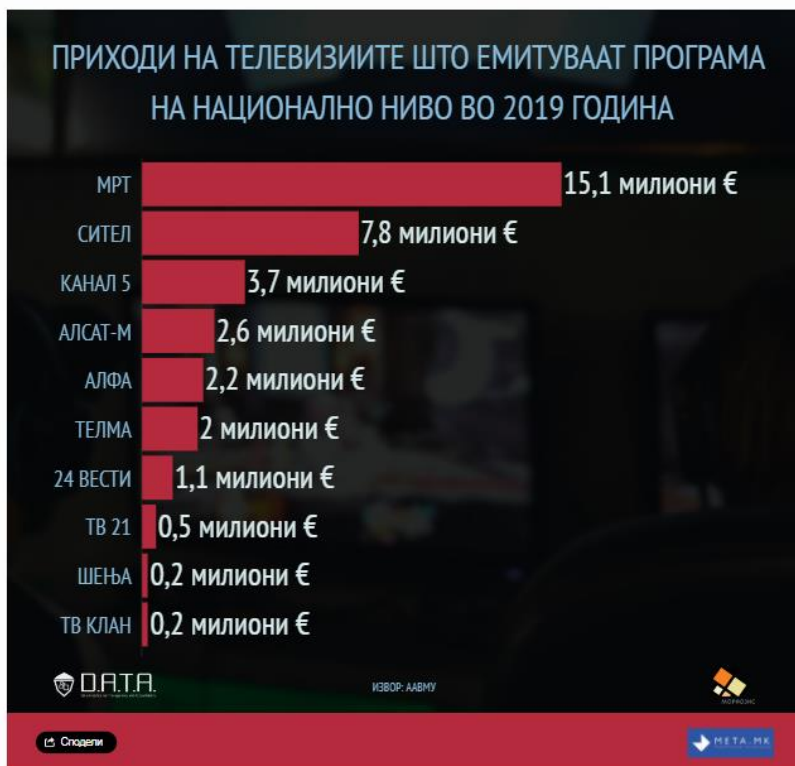 ПРИХОДИ НА ТЕЛЕВИЗИИТЕ ШТО ЕМИТУВААТ ПРОГРАМА
НА НАЦИОНАЛНО НИВО ВО 2019 ГОДИНА
МРТ 15,1 милиони €
СИТЕЛ 7,8 милиони €
КАНАЛ 5 3,7 милиони €
АЛСАТ-М 2,6 милиони €
АЛФА 2,2 милиони €
ТЕЛМА 2 милиони €
24 ВЕСТИ 1,1 милиони €
ТВ 21 0,5 милиони €
ШЕЊА 0,2 милиони €
ТВ КЛАН 0,2 милиони €
D.A.T.A.
ИЗВОР: ААВМУ
Сподели
META.MK